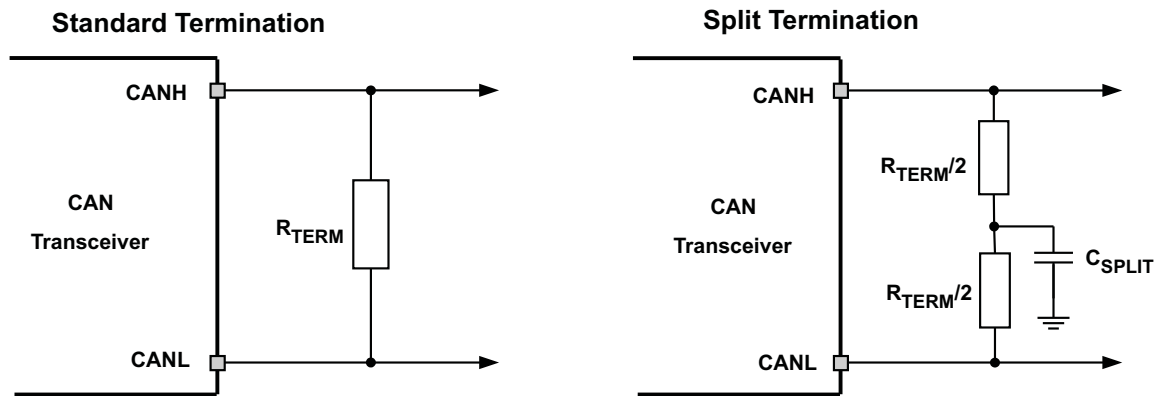 Standard Termination
CANH
CAN
Transceiver
RTERM
CANL
Split Termination
CANH
RTERM/2
CAN
Transceiver
CSPLIT
RTERM/2
CANL